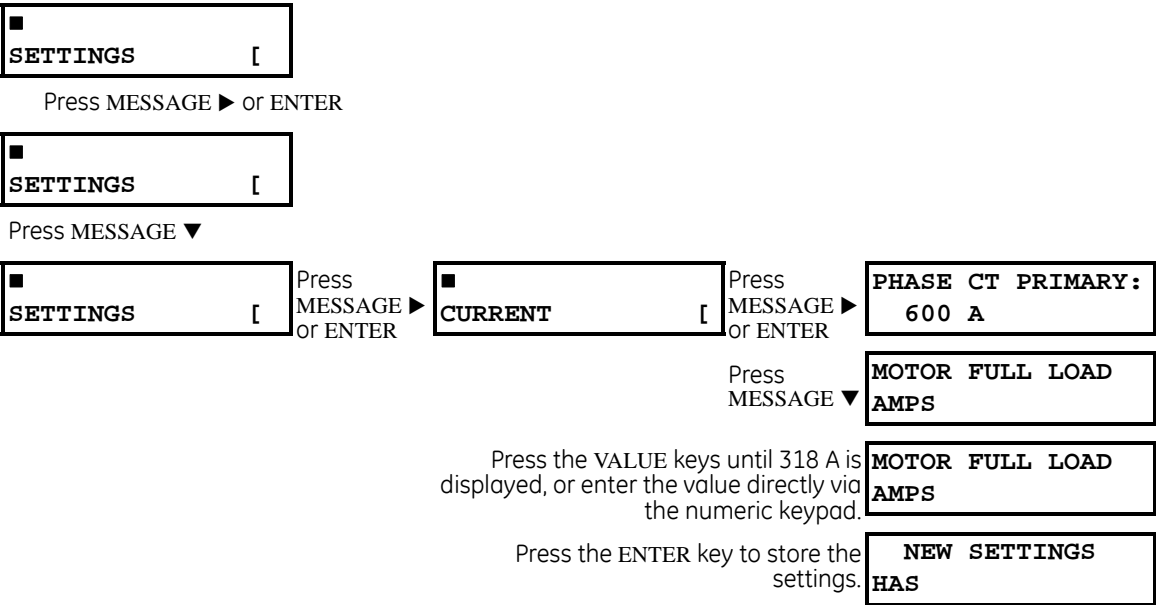 ■
SETTINGS [
Press MESSAGE ► or ENTER
■
SETTINGS [
Press MESSAGE ▼
■
SETTINGS [
Press
MESSAGE ►
or ENTER
■
CURRENT [
Press
MESSAGE ►
or ENTER
PHASE CT PRIMARY:
600 A
Press
MESSAGE ▼
MOTOR FULL LOAD
AMPS
Press the VALUE keys until 318 A is
displayed, or enter the value directly via
the numeric keypad.
MOTOR FULL LOAD
AMPS
Press the ENTER key to store the
settings.
NEW SETTINGS
HAS